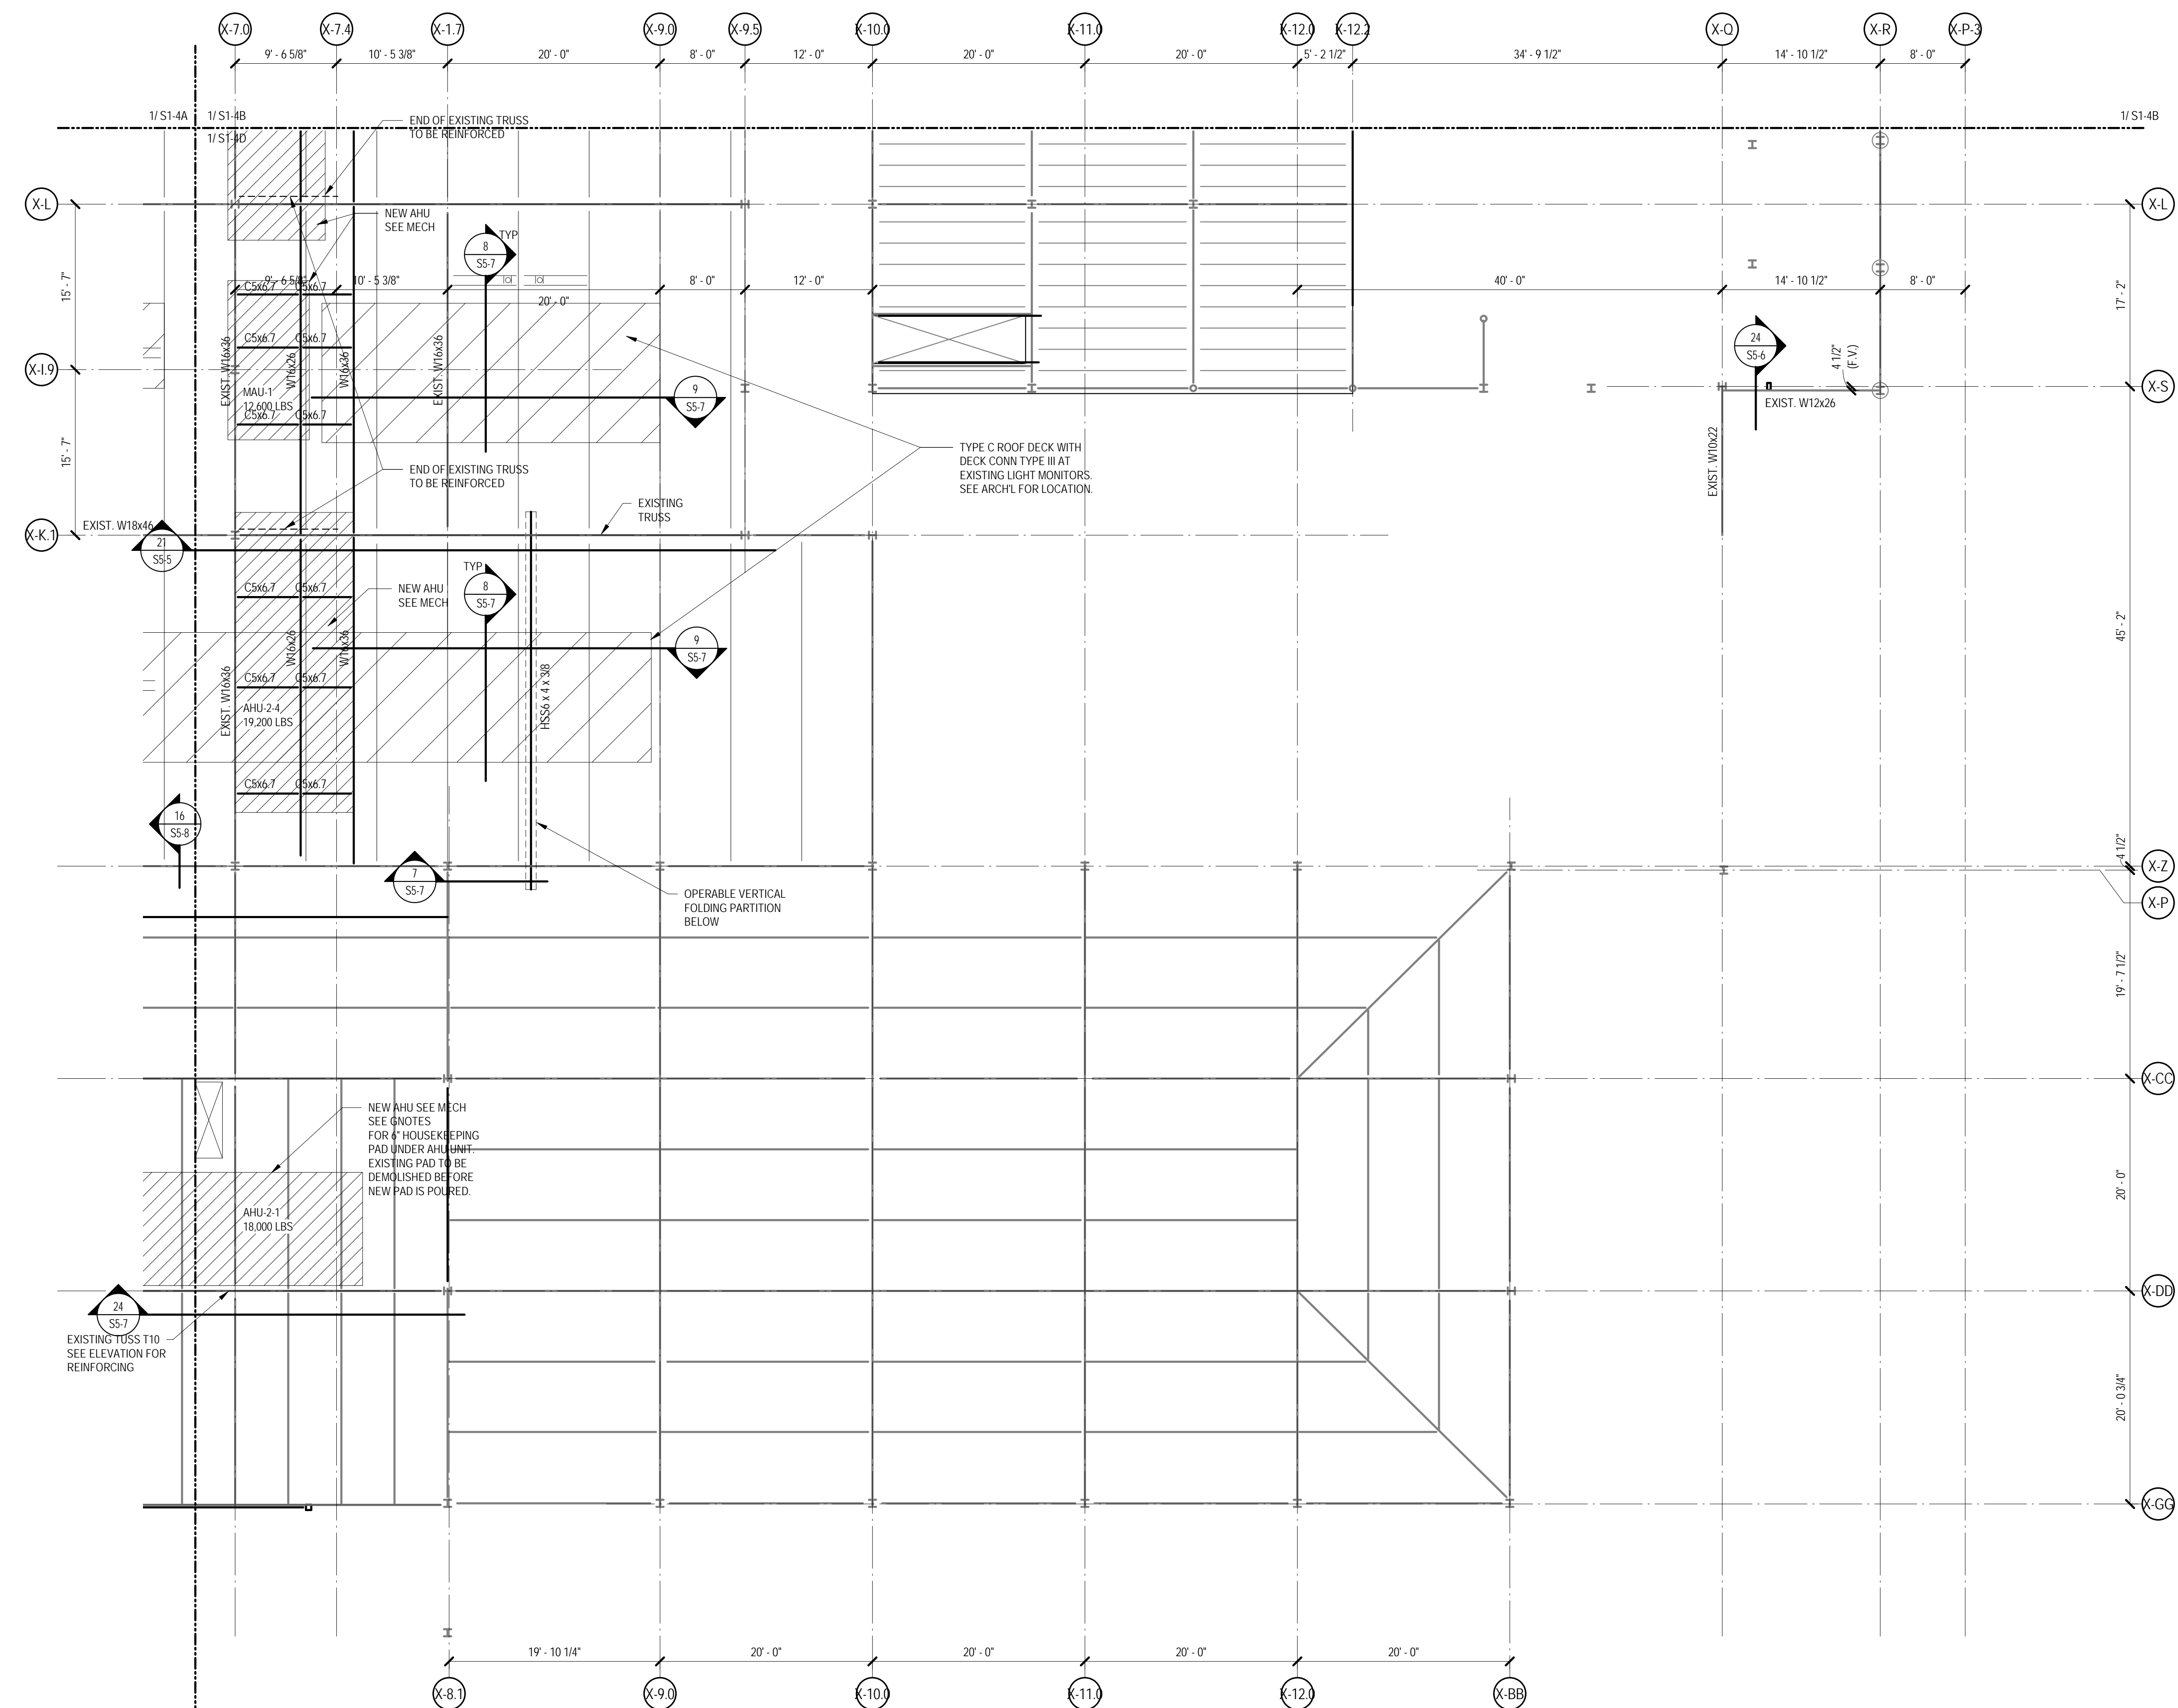 X-7.0
X-7.4
X-1.7
X-9.0
X-9.5
X-10.0
X-11.0
X-12.0
X-12.2
X-Q
X-R
X-P-3
9' - 6 5/8"
10' - 5 3/8"
20' - 0"
8' - 0"
12' - 0"
20' - 0"
20' - 0"
5' - 2 1/2"
34' - 9 1/2"
14' - 10 1/2"
8' - 0"
1/ S1-4A
1/ S1-4B
1/ S1-4D
1/ S1-4B
END OF EXISTING TRUSS
TO BE REINFORCED
X-L
X-L
NEW AHU
SEE MECH
8
S5-7
TYP
15' - 7"
17' - 2"
9' - 6 5/8"
10' - 5 3/8"
20' - 0"
8' - 0"
12' - 0"
40' - 0"
14' - 10 1/2"
8' - 0"
C5x6.7
C5x6.7
C5x6.7
C5x6.7
EXIST. W16x36
W16x26
W16x36
EXIST. W16x36
24
S5-6
4 1/2"
(F.V.)
X-I.9
X-S
MAU-1
12,600 LBS
C5x6.7
C5x6.7
9
S5-7
EXIST. W12x26
EXIST. W10x22
15' - 7"
TYPE C ROOF DECK WITH
DECK CONN TYPE III AT
EXISTING LIGHT MONITORS.
SEE ARCH'L FOR LOCATION.
END OF EXISTING TRUSS
TO BE REINFORCED
EXISTING
TRUSS
EXIST. W18x46
X-K.1
21
S5-5
TYP
8
S5-7
C5x6.7
C5x6.7
NEW AHU
SEE MECH
45' - 2"
W16x26
W16x36
9
S5-7
EXIST. W16x36
C5x6.7
C5x6.7
HSS6 x 4 x 3/8
AHU-2-4
19,200 LBS
C5x6.7
C5x6.7
16
S5-8
7
S5-7
4 1/2"
X-Z
X-P
OPERABLE VERTICAL
FOLDING PARTITION
BELOW
19' - 7 1/2"
X-CC
NEW AHU SEE MECH
SEE GNOTES
FOR 6" HOUSEKEEPING
PAD UNDER AHU UNIT.
EXISTING PAD TO BE
DEMOLISHED BEFORE
NEW PAD IS POURED.
20' - 0"
AHU-2-1
18,000 LBS
X-DD
24
S5-7
EXISTING TUSS T10
SEE ELEVATION FOR
REINFORCING
20' - 0 3/4"
X-GG
19' - 10 1/4"
20' - 0"
20' - 0"
20' - 0"
20' - 0"
X-8.1
X-9.0
X-10.0
X-11.0
X-12.0
X-BB